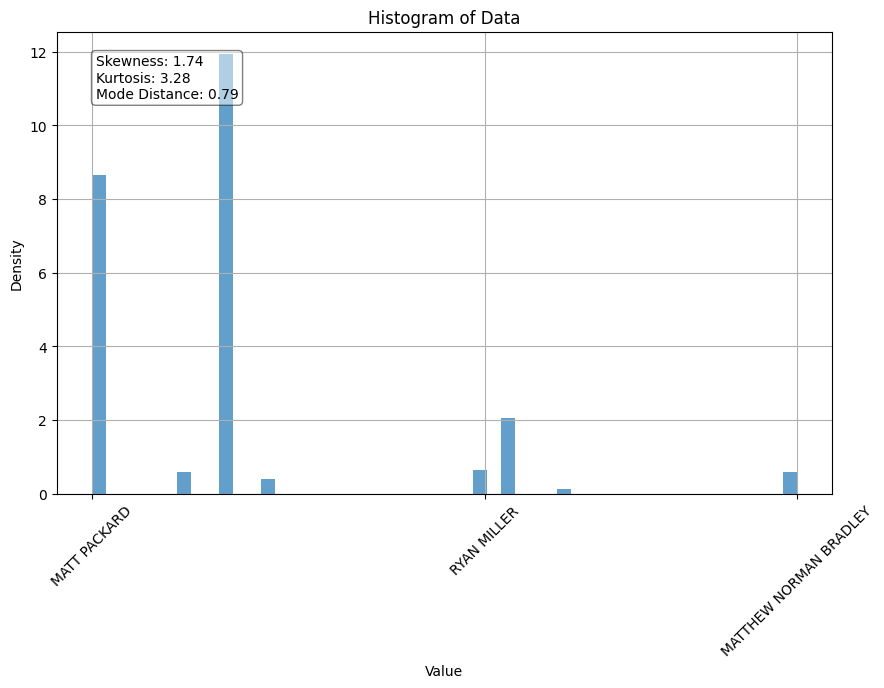 Histogram of Data
Skewness: 1.74
Kurtosis: 3.28
Mode Distance: 0.79
Density
12
10
8
6
4
2
0
MATT PACKARD
RYAN MILLER
MATTHEW NORMAN BRADLEY
Value